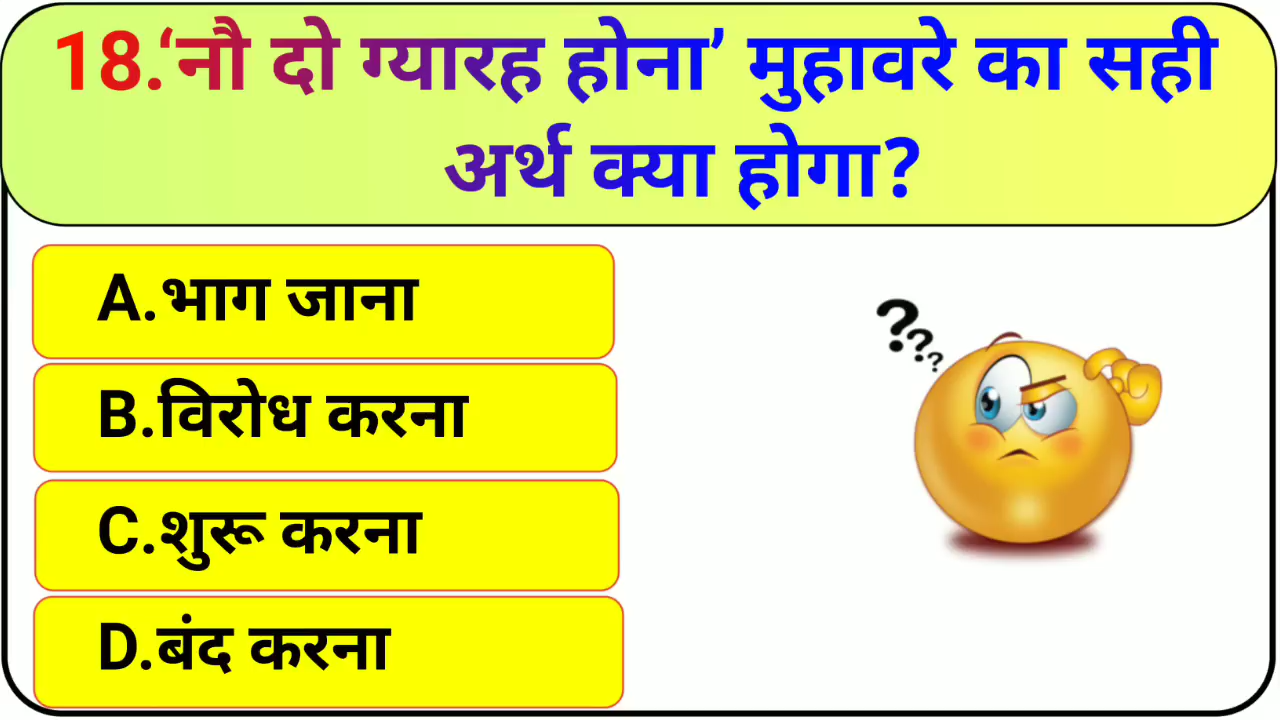 18.‘नौ दो ग्यारह होना’ मुहावरे का सही
अर्थ क्या होगा?
???
A.भाग जाना
B.विरोध करना
C.शुरू करना
D.बंद करना